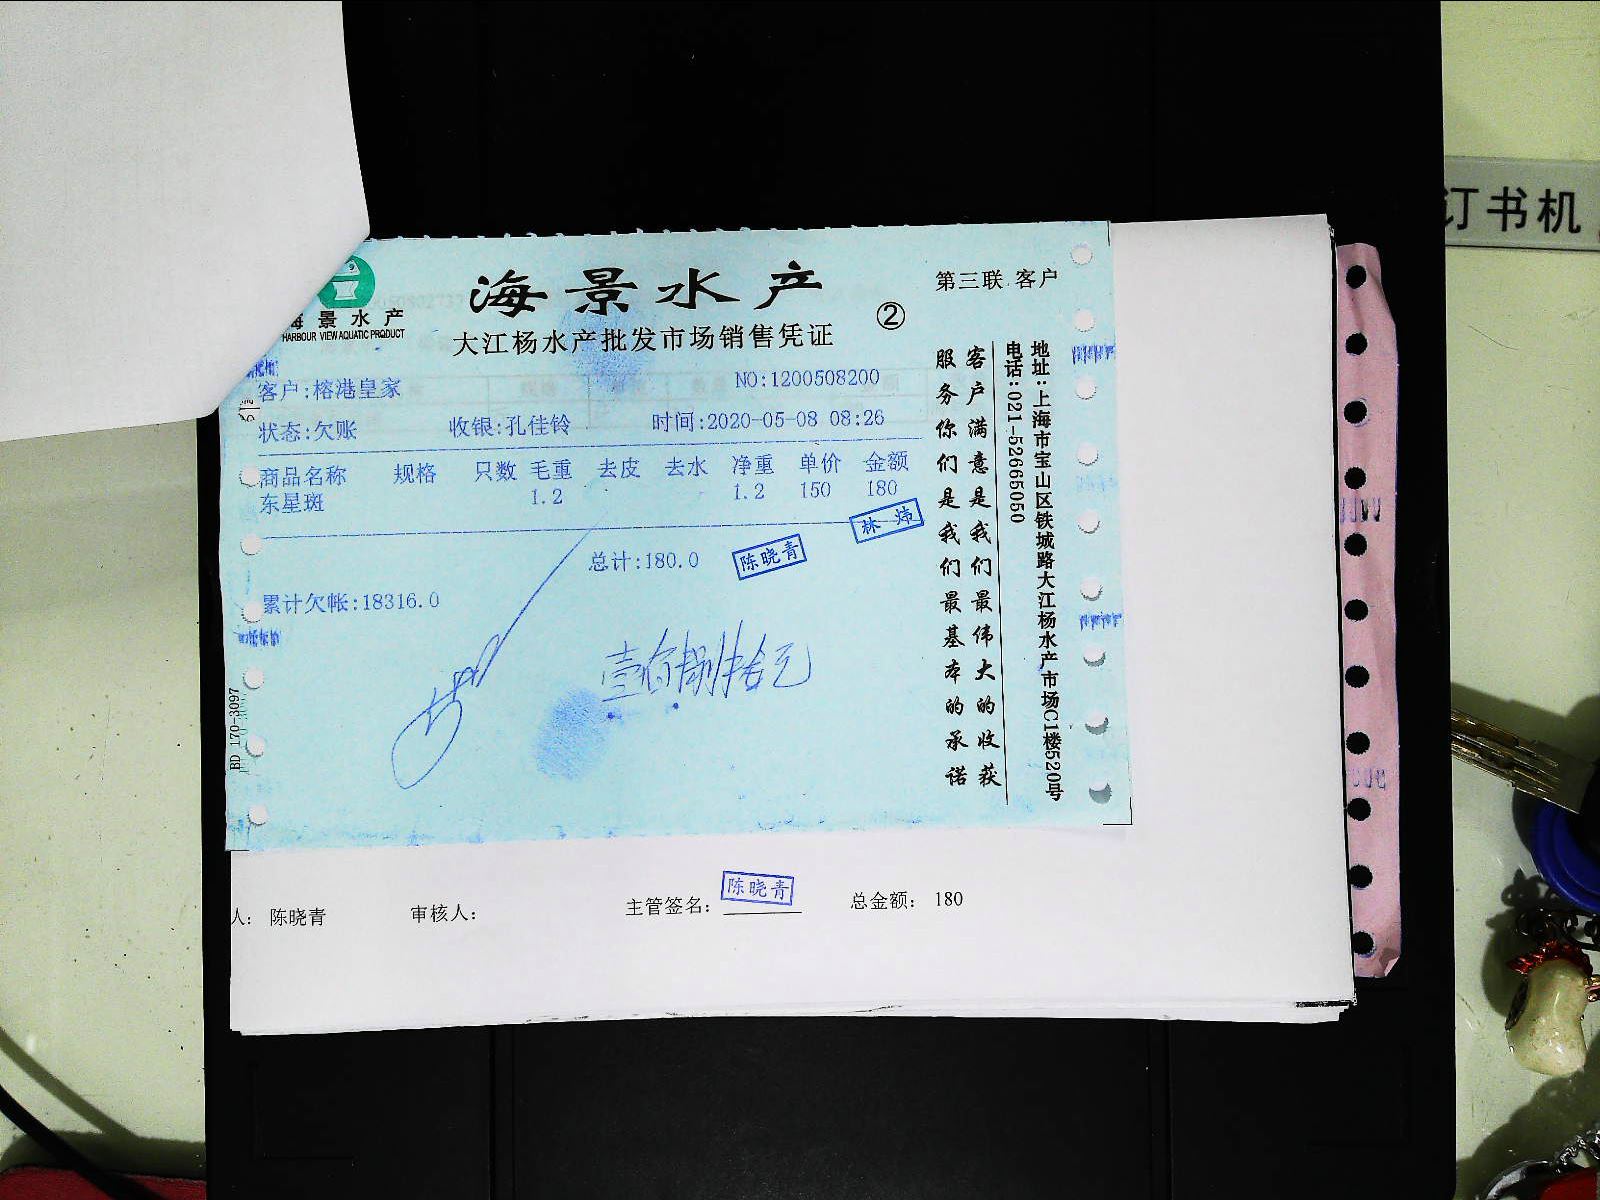 订书机
海景水产
HARBOUR VIEW AQUATIC PRODUCT
海景水产
大江杨水产批发市场销售凭证
②
第三联 客户
客户:榕港皇家
NO:1200508200
状态:欠账 收银:孔佳铃 时间:2020-05-08 08:26
商品名称 规格 只数 毛重 去皮 去水 净重 单价 金额
东星斑 1.2 1.2 150 180
林炜
总计:180.0
陈晓青
累计欠帐:18316.0
壹佰捌拾元
地址:上海市宝山区铁城路大江杨水产市场C1楼520号
电话:021-52665050
客户满意是我们最伟大的收获
服务你们是我们最基本的承诺
BD 170-3097
人: 陈晓青 审核人: 主管签名: 陈晓青 总金额: 180